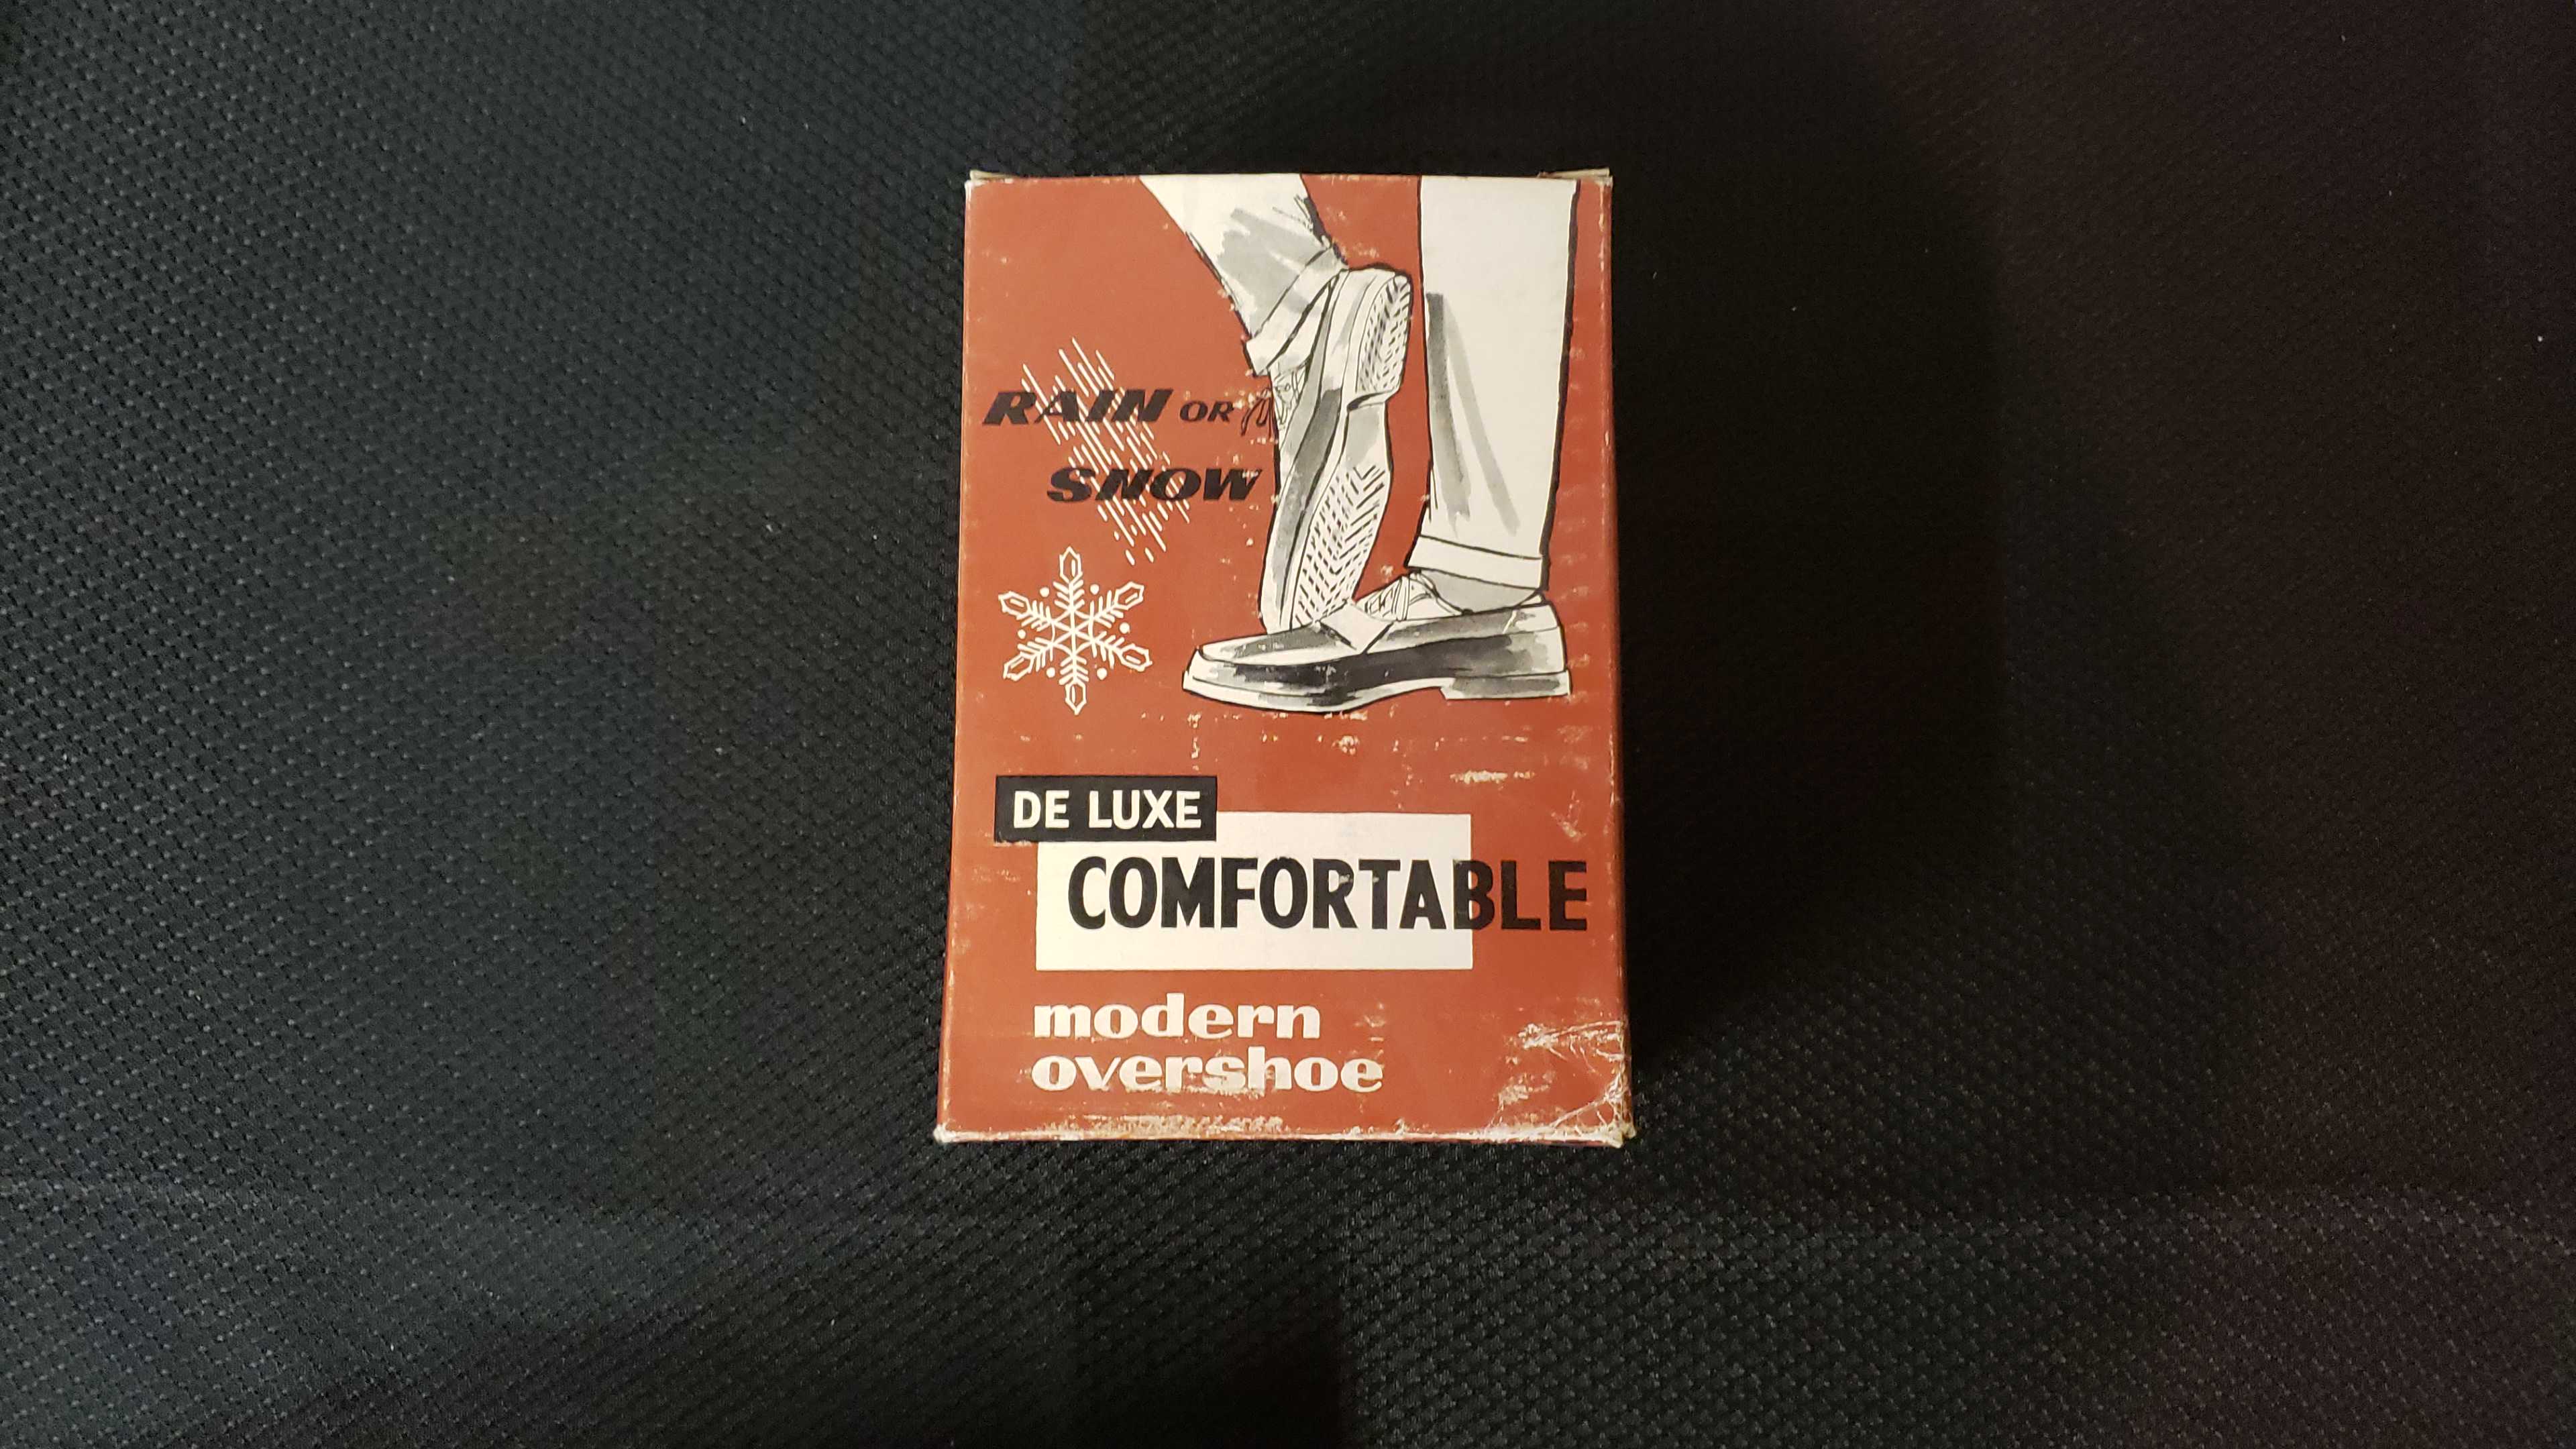 RAIN OR
SNOW
DE LUXE
COMFORTABLE
modern
overshoe